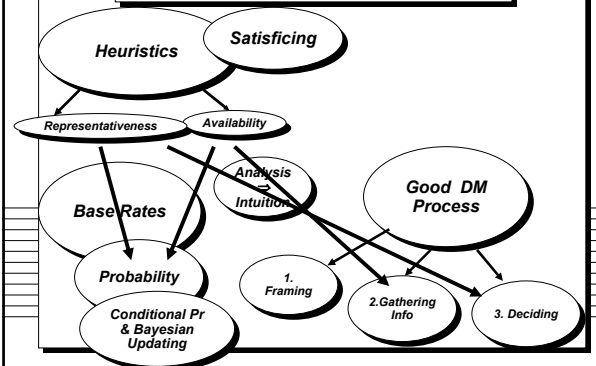 Heuristics
Satisficing
Representativeness
Availability
Analysis
⇒
Intuition
Good DM
Process
Base Rates
Probability
1.
Framing
2.Gathering
Info
3. Deciding
Conditional Pr
& Bayesian
Updating